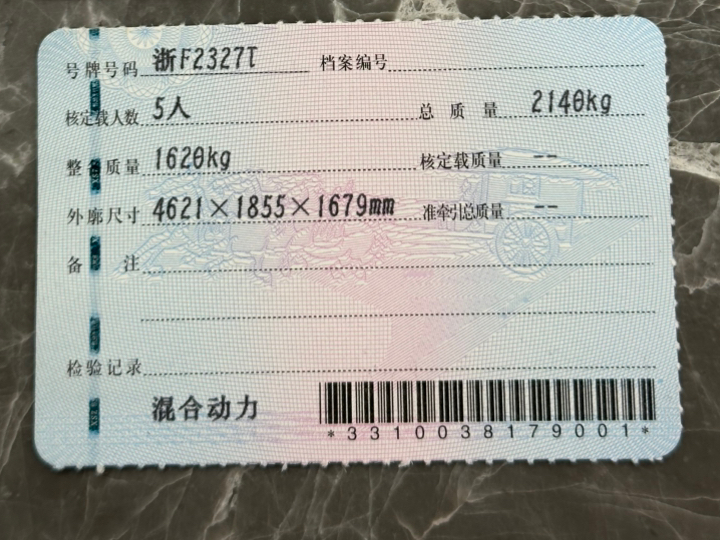 号牌号码 浙F2327T 档案编号
核定载人数 5人 总质量 2140kg
整备质量 1620kg 核定载质量 --
外廓尺寸 4621×1855×1679mm 准牵引总质量 --
备注
检验记录
混合动力
*3310038179001*